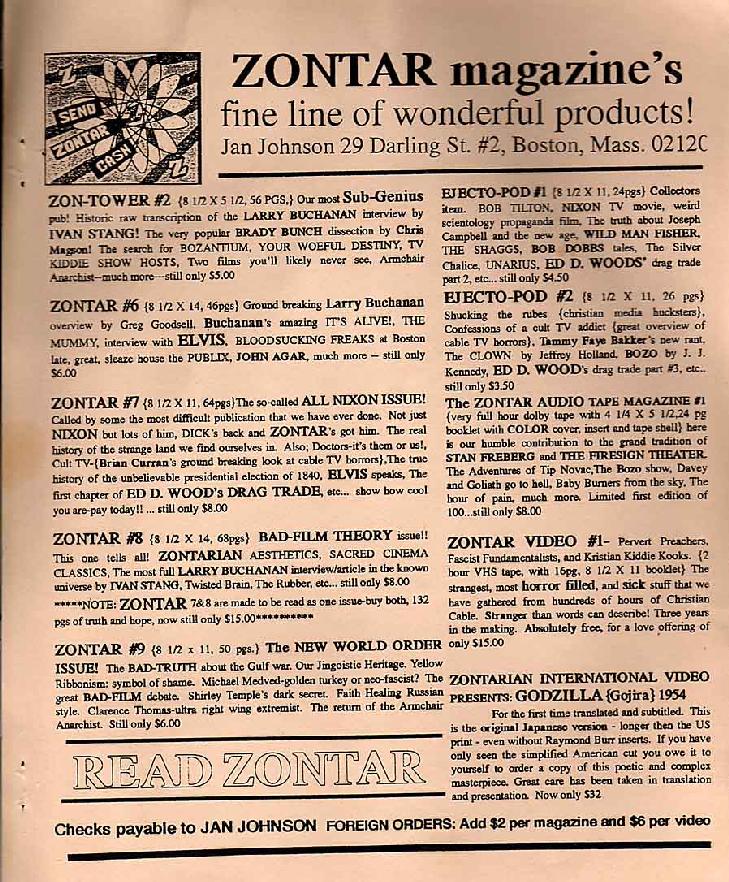 Z
SEND
ZONTAR
CASH
Z
ZONTAR magazine's
fine line of wonderful products!
Jan Johnson 29 Darling St. #2, Boston, Mass. 02120
ZON-TOWER #2 {8 1/2 X 5 1/2, 56 PGS,} Our most Sub-Genius
pub! Historic raw transcription of the LARRY BUCHANAN interview by
IVAN STANG! The very popular BRADY BUNCH dissection by Chris
Magson! The search for BOZANTIUM, YOUR WOEFUL DESTINY, TV
KIDDIE SHOW HOSTS, Two films you'll likely never see, Armchair
Anarchist--much more--still only $5.00
ZONTAR #6 {8 1/2 X 14, 46pgs} Ground breaking Larry Buchanan
overview by Greg Goodsell, Buchanan's amazing IT'S ALIVE!, THE
MUMMY, interview with ELVIS, BLOODSUCKING FREAKS at Boston
late, great, sleaze house the PUBLIX, JOHN AGAR, much more -- still only
$6.00
ZONTAR #7 {8 1/2 X 11, 64pgs}The so-called ALL NIXON ISSUE!
Called by some the most difficult publication that we have ever done. Not just
NIXON but lots of him, DICK's back and ZONTAR's got him. The real
history of the strange land we find ourselves in. Also; Doctors-it's them or us!,
Cult TV-{Brian Curran's ground breaking look at cable TV horrors},The true
history of the unbelievable presidential election of 1840, ELVIS speaks, The
first chapter of ED D. WOOD'S DRAG TRADE, etc... show how cool
you are-pay today!! ... still only $8.00
ZONTAR #8 {8 1/2 X 14, 68pgs} BAD-FILM THEORY issue!!
This one tells all! ZONTARIAN AESTHETICS, SACRED CINEMA
CLASSICS, The most full LARRY BUCHANAN interview/article in the known
universe by IVAN STANG, Twisted Brain, The Rubber, etc... still only $8.00
*****NOTE: ZONTAR 7&8 are made to be read as one issue-buy both, 132
pgs of truth and hope, now still only $15.00**********
ZONTAR #9 {8 1/2 x 11, 50 pgs.} The NEW WORLD ORDER
ISSUE! The BAD-TRUTH about the Gulf war. Our Jingoistic Heritage. Yellow
Ribbonism: symbol of shame. Michael Medved-golden turkey or neo-fascist? The
great BAD-FILM debate. Shirley Temple's dark secret. Faith Healing Russian
style. Clarence Thomas-ultra right wing extremist. The return of the Armchair
Anarchist. Still only $6.00
READ ZONTAR
EJECTO-POD #1 {8 1/2 X 11, 24pgs} Collectors
item. BOB TILTON, NIXON TV movie, weird
scientology propaganda film, The truth about Joseph
Campbell and the new age, WILD MAN FISHER,
THE SHAGGS, BOB DOBBS tales, The Silver
Chalice, UNARIUS, ED D. WOODS' drag trade
part 2, etc... still only $4.50
EJECTO-POD #2 {8 1/2 X 11, 26 pgs}
Shucking the rubes {christian media hucksters},
Confessions of a cult TV addict {great overview of
cable TV horrors}, Tammy Faye Bakker's new rant,
The CLOWN by Jeffrey Holland, BOZO by J. J.
Kennedy, ED D. WOOD's drag trade part #3, etc..
still only $3.50
The ZONTAR AUDIO TAPE MAGAZINE #1
{very full hour dolby tape with 4 1/4 X 5 1/2,24 pg
booklet with COLOR cover, insert and tape shell} here
is our humble contribution to the grand tradition of
STAN FREBERG and THE FIRESIGN THEATER.
The Adventures of Tip Novac,The Bozo show, Davey
and Goliath go to hell, Baby Burners from the sky, The
hour of pain, much more. Limited first edition of
100...still only $8.00
ZONTAR VIDEO #1- Pervert Preachers,
Fascist Fundamentalists, and Kristian Kiddie Kooks. {2
hour VHS tape, with 16pg, 8 1/2 X 11 booklet} The
strangest, most horror filled, and sick stuff that we
have gathered from hundreds of hours of Christian
Cable. Stranger than words can describe! Three years
in the making. Absolutely free, for a love offering of
only $15.00
ZONTARIAN INTERNATIONAL VIDEO
PRESENTS: GODZILLA {Gojira} 1954
For the first time translated and subtitled. This
is the original Japanese version - longer then the US
print - even without Raymond Burr inserts. If you have
only seen the simplified American cut you owe it to
yourself to order a copy of this poetic and complex
masterpiece. Great care has been taken in translation
and presentation. Now only $32
Checks payable to JAN JOHNSON FOREIGN ORDERS: Add $2 per magazine and $6 per video